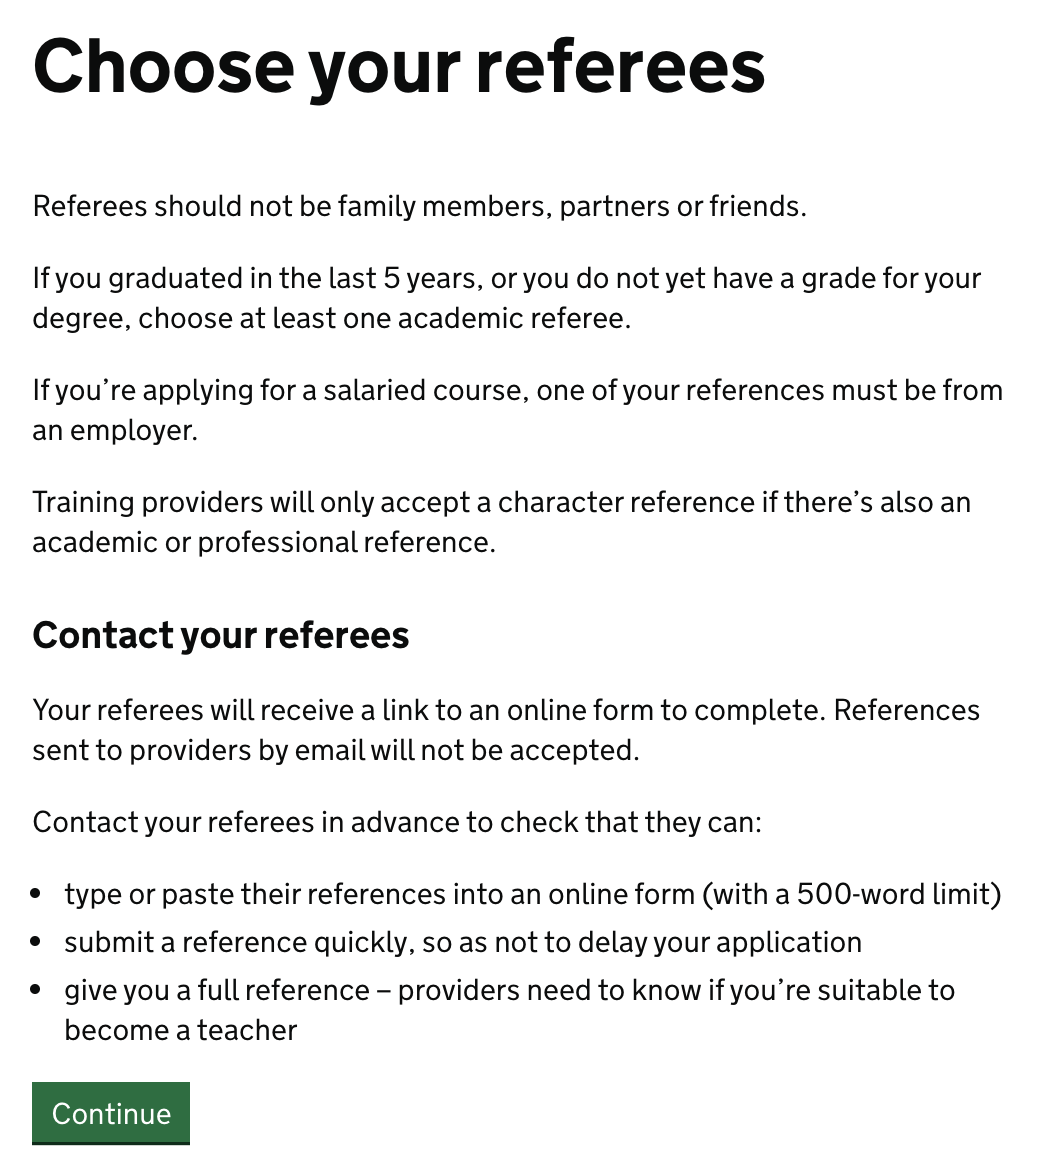 Choose your referees
Referees should not be family members, partners or friends.
If you graduated in the last 5 years, or you do not yet have a grade for your
degree, choose at least one academic referee.
If you’re applying for a salaried course, one of your references must be from
an employer.
Training providers will only accept a character reference if there’s also an
academic or professional reference.
Contact your referees
Your referees will receive a link to an online form to complete. References
sent to providers by email will not be accepted.
Contact your referees in advance to check that they can:
• type or paste their references into an online form (with a 500-word limit)
• submit a reference quickly, so as not to delay your application
• give you a full reference – providers need to know if you’re suitable to
become a teacher
Continue